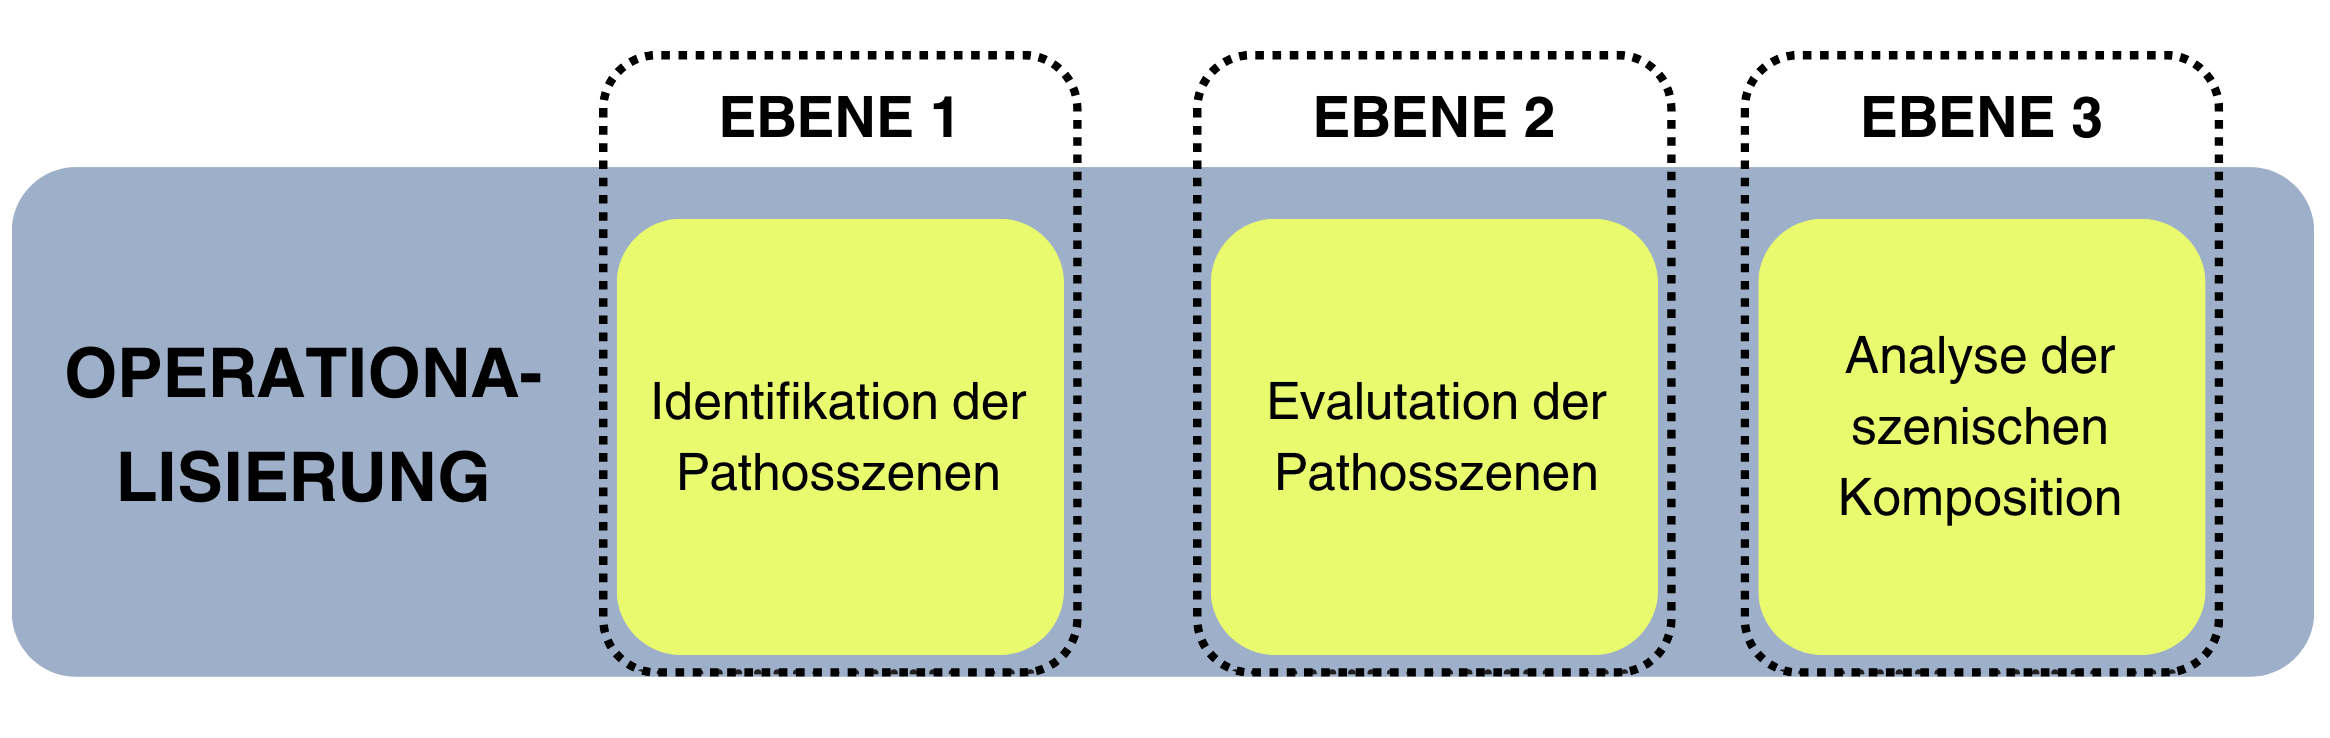 EBENE 1
EBENE 2
EBENE 3
OPERATIONA-
LISIERUNG
Identifikation der
Pathosszenen
Evalutation der
Pathosszenen
Analyse der
szenischen
Komposition